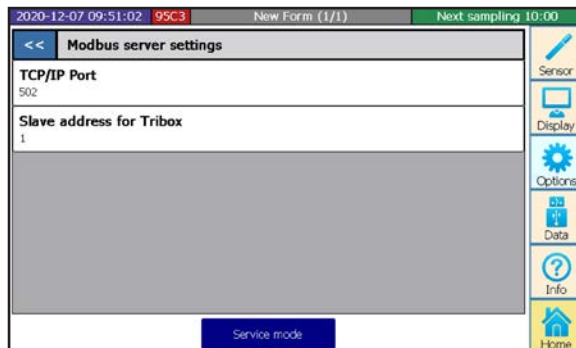 2020-12-07 09:51:02 95C3 New Form (1/1) Next sampling 10:00
<< Modbus server settings
TCP/IP Port
502
Slave address for Tribox
1
Sensor
Display
Options
Data
Info
Home
Service mode